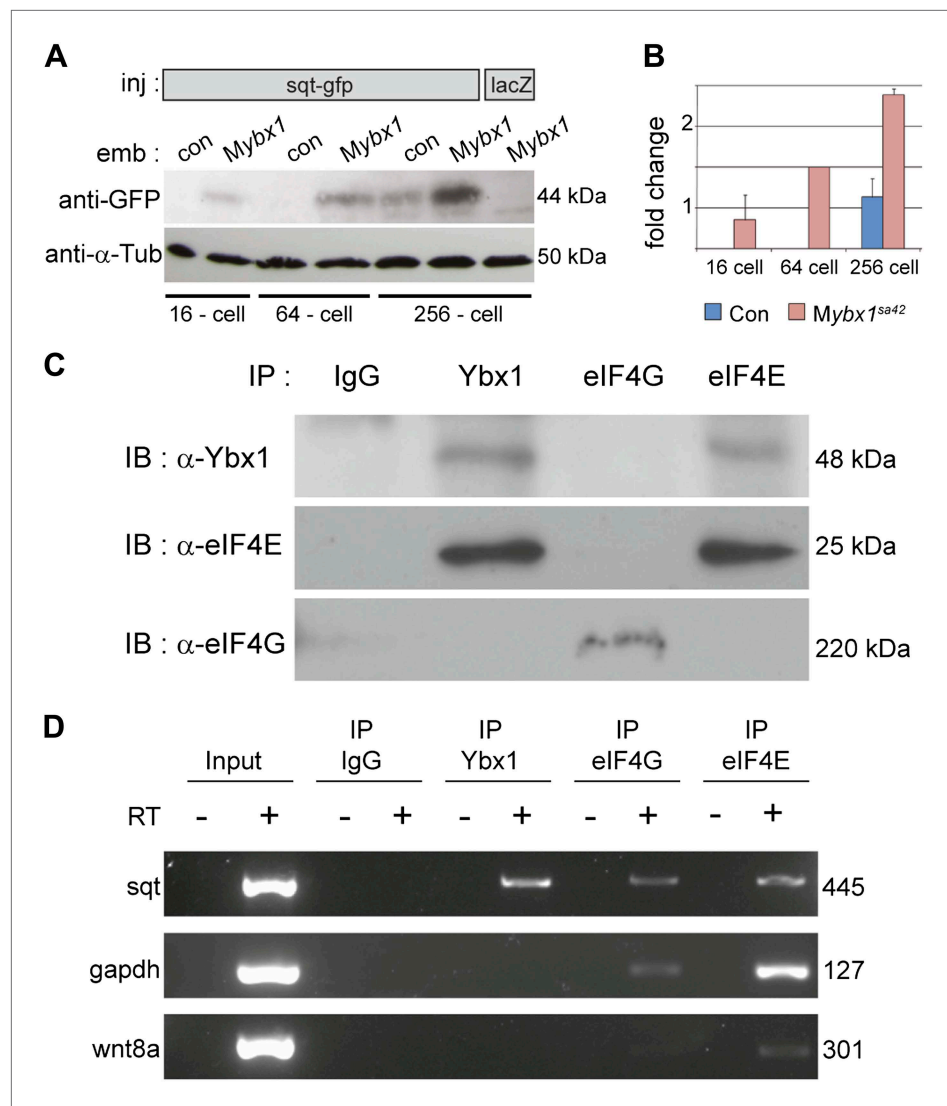 A
inj : sqt-gfp lacZ
emb : con Mybx1 con Mybx1 con Mybx1 Mybx1
anti-GFP 44 kDa
anti-α-Tub 50 kDa
16 - cell 64 - cell 256 - cell
B
fold change
2
1
16 cell 64 cell 256 cell
Con Mybx1sa42
C
IP : IgG Ybx1 eIF4G eIF4E
IB : α-Ybx1 48 kDa
IB : α-eIF4E 25 kDa
IB : α-eIF4G 220 kDa
D
Input IP IgG IP Ybx1 IP eIF4G IP eIF4E
RT - + - + - + - + - +
sqt 445
gapdh 127
wnt8a 301